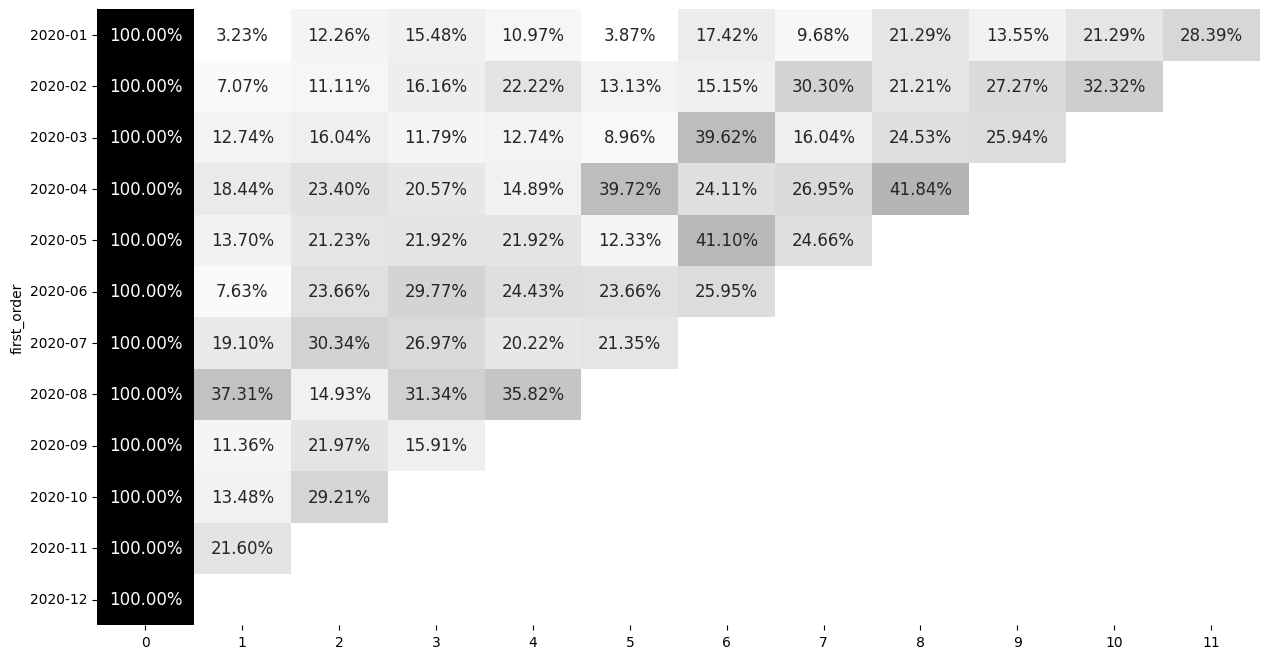 2020-01 100.00% 3.23% 12.26% 15.48% 10.97% 3.87% 17.42% 9.68% 21.29% 13.55% 21.29% 28.39%
2020-02 100.00% 7.07% 11.11% 16.16% 22.22% 13.13% 15.15% 30.30% 21.21% 27.27% 32.32%
2020-03 100.00% 12.74% 16.04% 11.79% 12.74% 8.96% 39.62% 16.04% 24.53% 25.94%
2020-04 100.00% 18.44% 23.40% 20.57% 14.89% 39.72% 24.11% 26.95% 41.84%
2020-05 100.00% 13.70% 21.23% 21.92% 21.92% 12.33% 41.10% 24.66%
2020-06 100.00% 7.63% 23.66% 29.77% 24.43% 23.66% 25.95%
first_order
2020-07 100.00% 19.10% 30.34% 26.97% 20.22% 21.35%
2020-08 100.00% 37.31% 14.93% 31.34% 35.82%
2020-09 100.00% 11.36% 21.97% 15.91%
2020-10 100.00% 13.48% 29.21%
2020-11 100.00% 21.60%
2020-12 100.00%
0 1 2 3 4 5 6 7 8 9 10 11